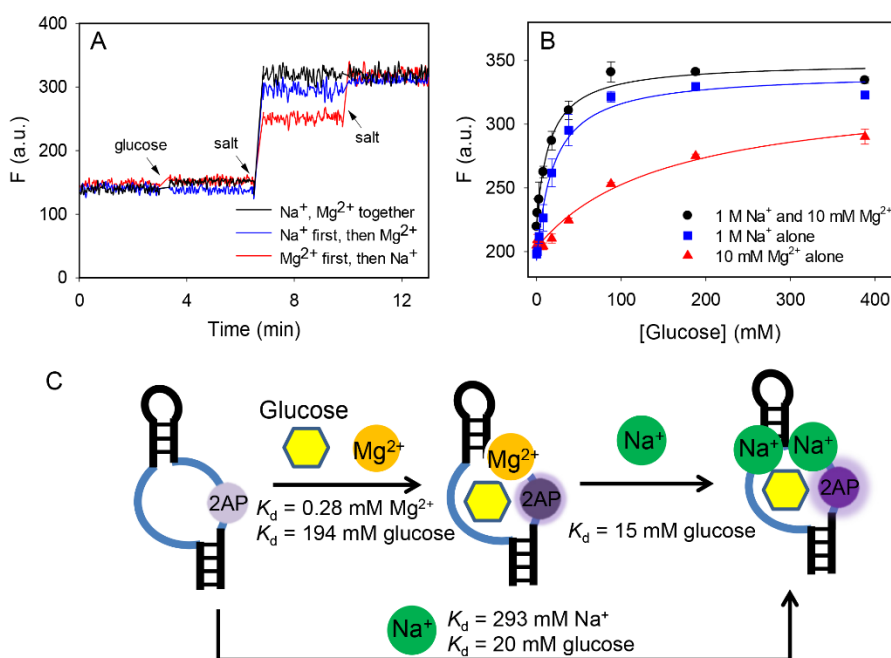 A
400
300
200
100
0
F (a.u.)
glucose
salt
salt
Na⁺, Mg²⁺ together
Na⁺ first, then Mg²⁺
Mg²⁺ first, then Na⁺
0
4
8
12
Time (min)
B
400
350
300
250
200
F (a.u.)
1 M Na⁺ and 10 mM Mg²⁺
1 M Na⁺ alone
10 mM Mg²⁺ alone
0
100
200
300
400
[Glucose] (mM)
C
2AP
Glucose
Mg²⁺
Kd = 0.28 mM Mg²⁺
Kd = 194 mM glucose
Mg²⁺
2AP
Na⁺
Kd = 15 mM glucose
Na⁺
Na⁺
2AP
Na⁺
Kd = 293 mM Na⁺
Kd = 20 mM glucose